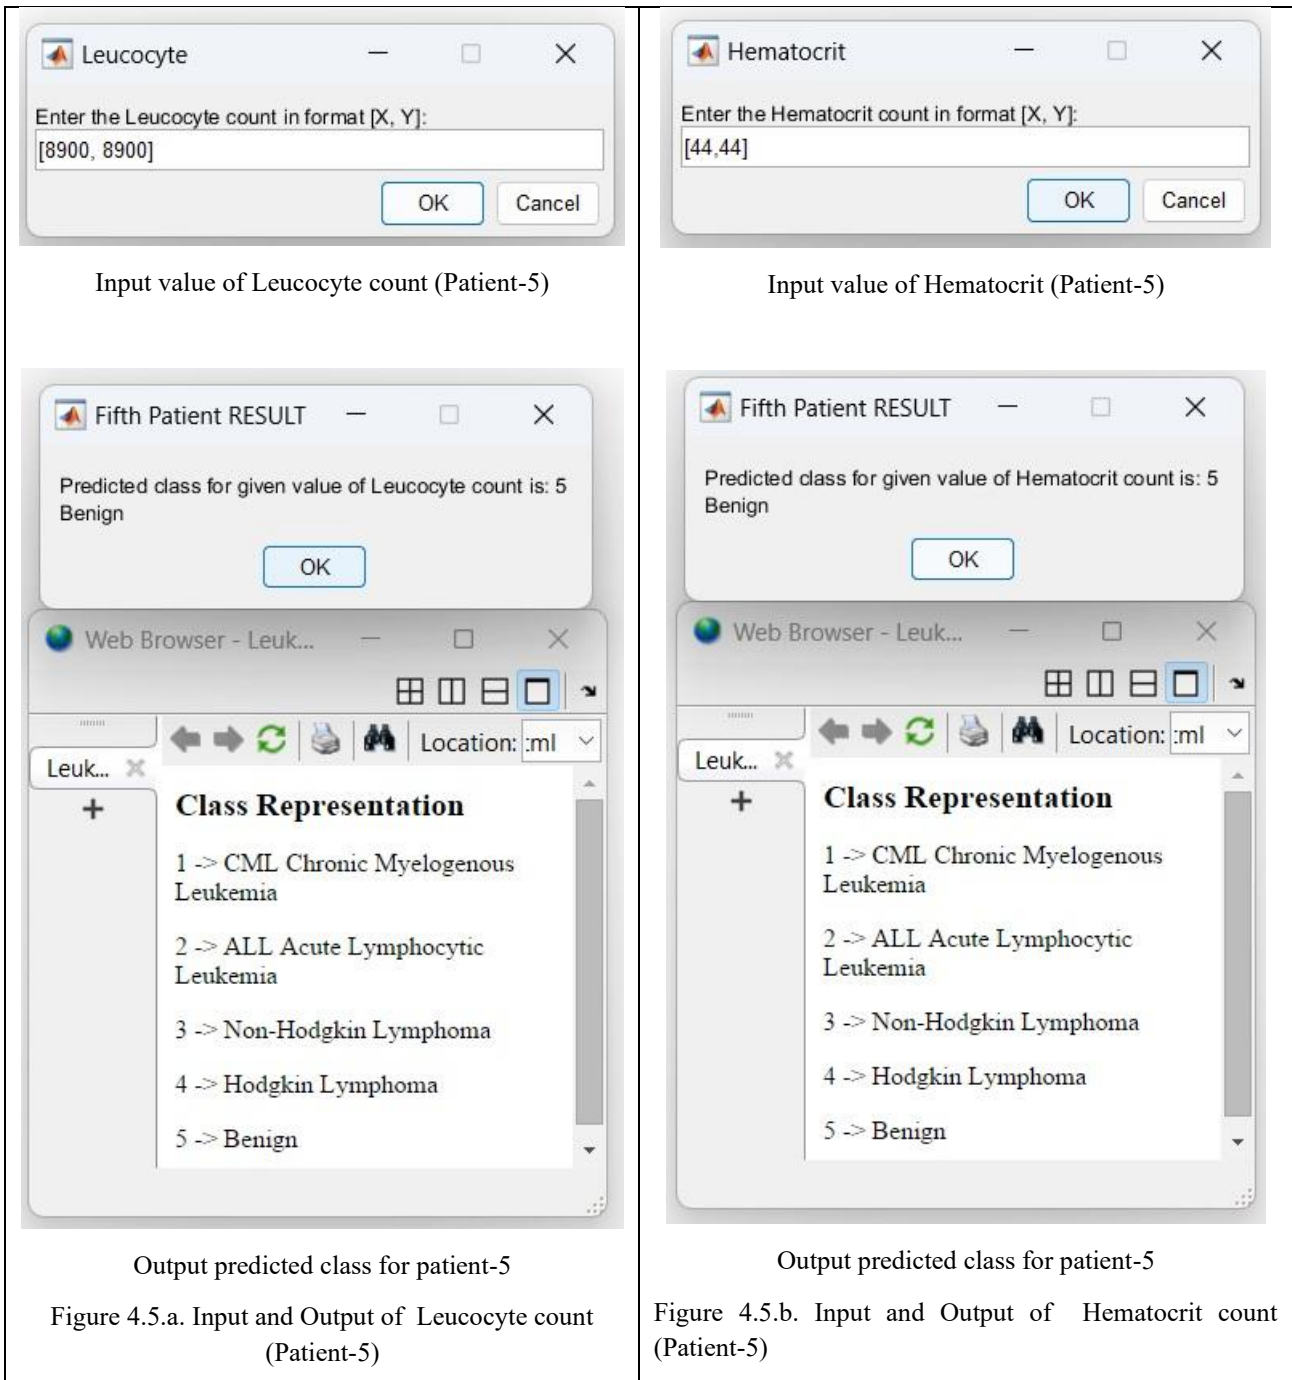 Leucocyte
Enter the Leucocyte count in format [X, Y]:
[8900, 8900]
OK
Cancel
Input value of Leucocyte count (Patient-5)
Fifth Patient RESULT
Predicted class for given value of Leucocyte count is: 5
Benign
OK
Web Browser - Leuk...
Location: :ml
Leuk...
Class Representation
1 -> CML Chronic Myelogenous
Leukemia
2 -> ALL Acute Lymphocytic
Leukemia
3 -> Non-Hodgkin Lymphoma
4 -> Hodgkin Lymphoma
5 -> Benign
Output predicted class for patient-5
Figure 4.5.a. Input and Output of Leucocyte count
(Patient-5)
Hematocrit
Enter the Hematocrit count in format [X, Y]:
[44,44]
OK
Cancel
Input value of Hematocrit (Patient-5)
Fifth Patient RESULT
Predicted class for given value of Hematocrit count is: 5
Benign
OK
Web Browser - Leuk...
Location: :ml
Leuk...
Class Representation
1 -> CML Chronic Myelogenous
Leukemia
2 -> ALL Acute Lymphocytic
Leukemia
3 -> Non-Hodgkin Lymphoma
4 -> Hodgkin Lymphoma
5 -> Benign
Output predicted class for patient-5
Figure 4.5.b. Input and Output of Hematocrit count
(Patient-5)